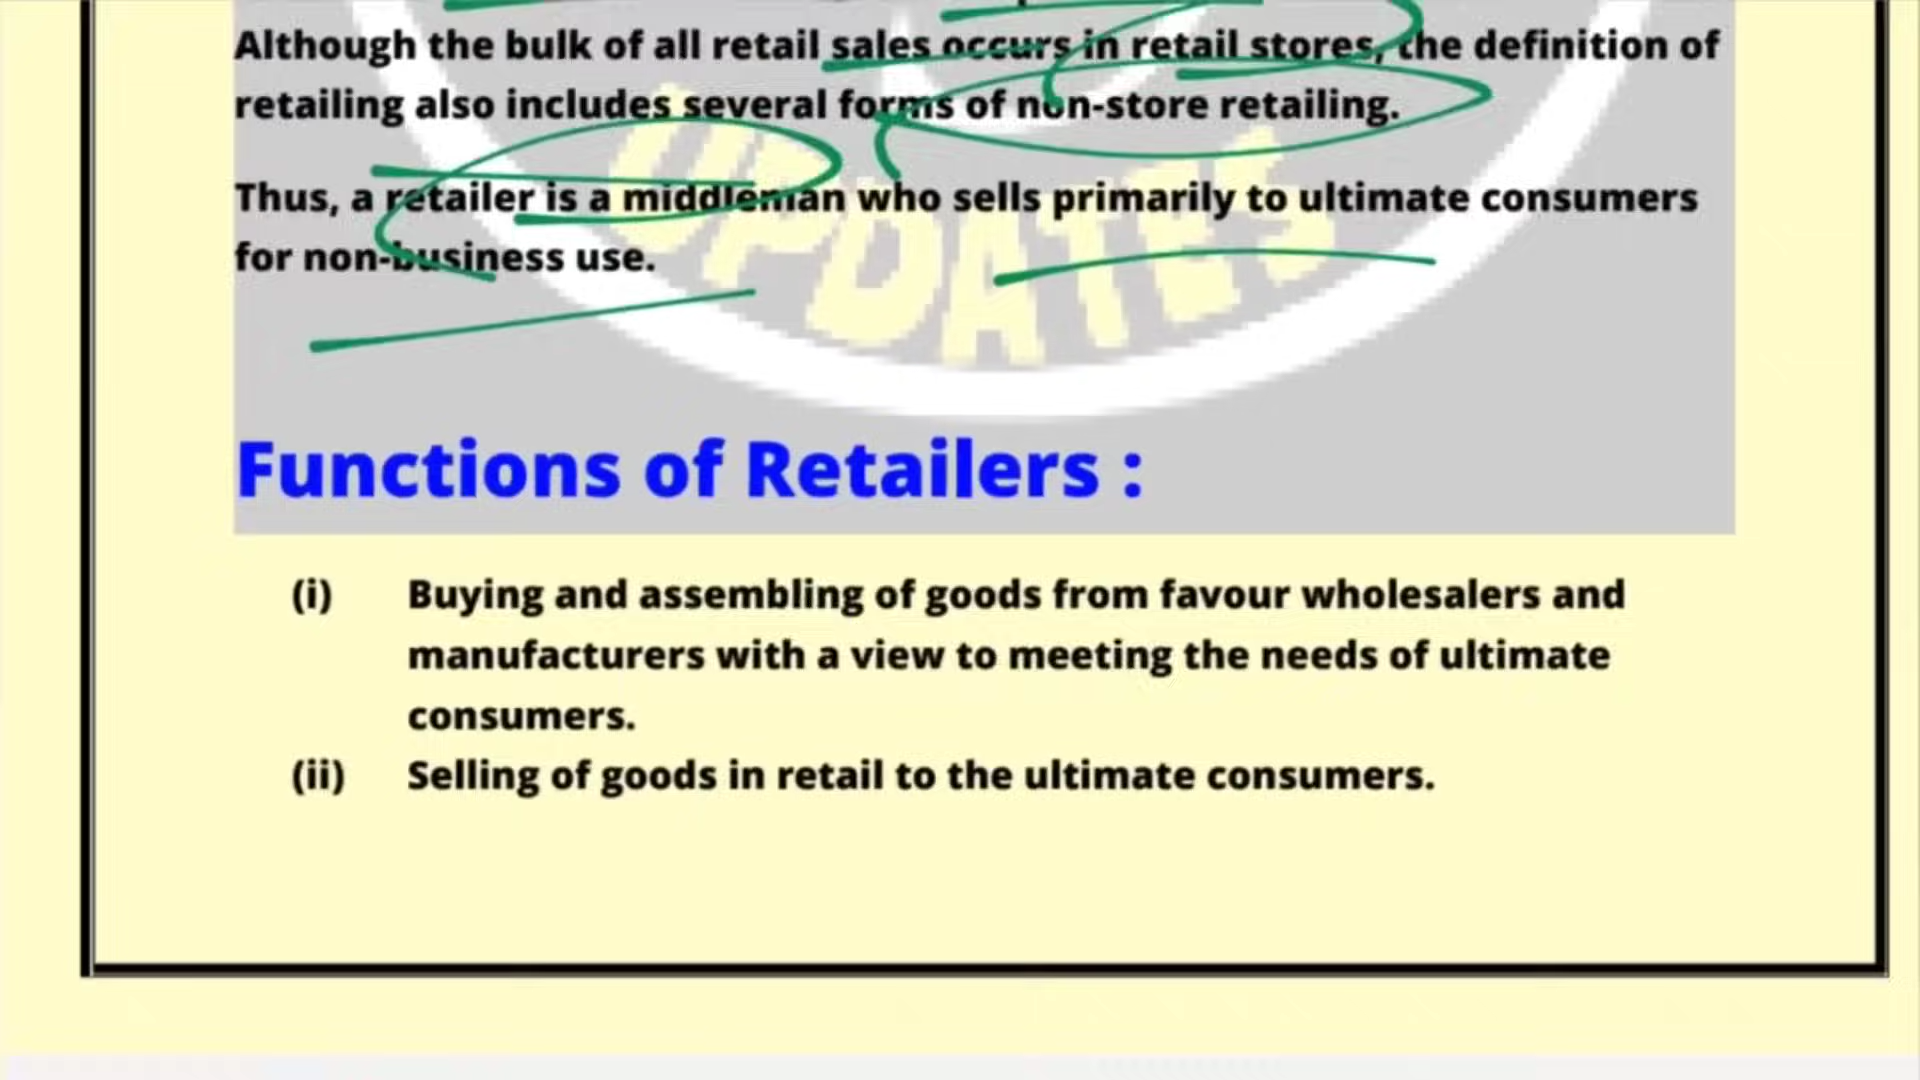 Although the bulk of all retail sales occurs in retail stores, the definition of
retailing also includes several forms of non-store retailing.
Thus, a retailer is a middleman who sells primarily to ultimate consumers
for non-business use.
UPDATES
Functions of Retailers :
(i) Buying and assembling of goods from favour wholesalers and
manufacturers with a view to meeting the needs of ultimate
consumers.
(ii) Selling of goods in retail to the ultimate consumers.